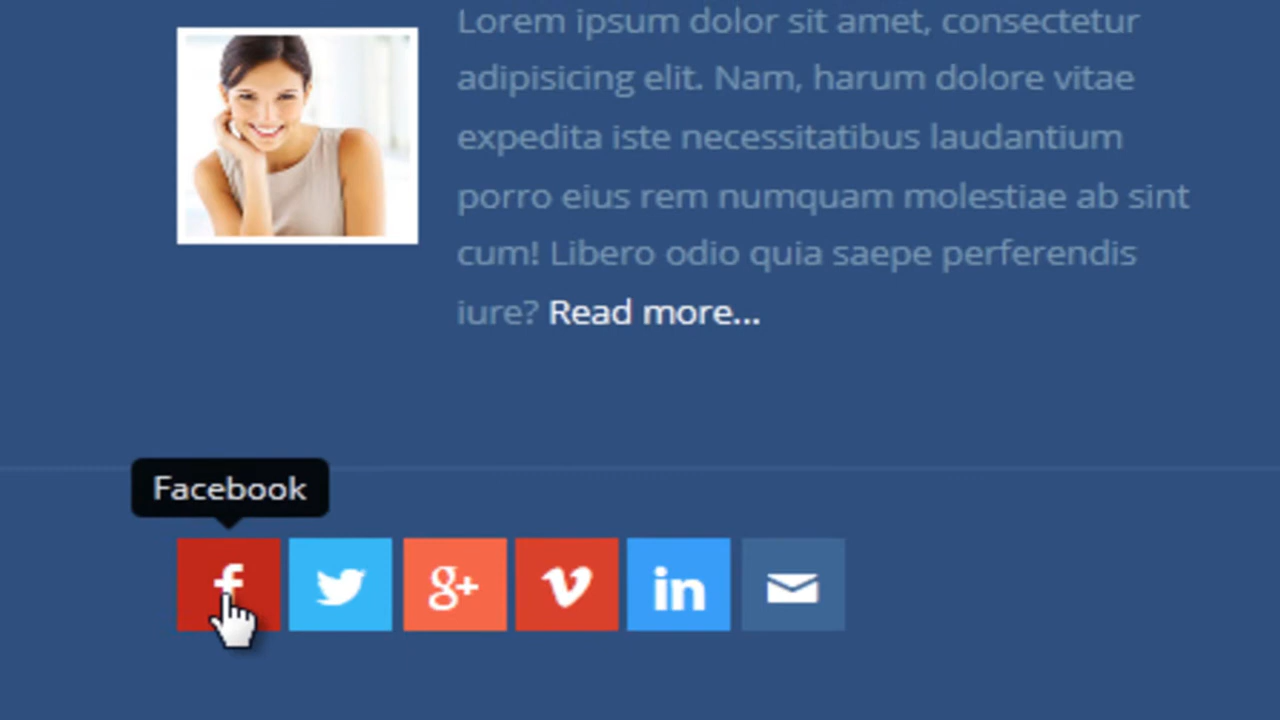 Lorem ipsum dolor sit amet, consectetur
adipisicing elit. Nam, harum dolore vitae
expedita iste necessitatibus laudantium
porro eius rem numquam molestiae ab sint
cum! Libero odio quia saepe perferendis
iure? Read more...
Facebook
f g+ v in